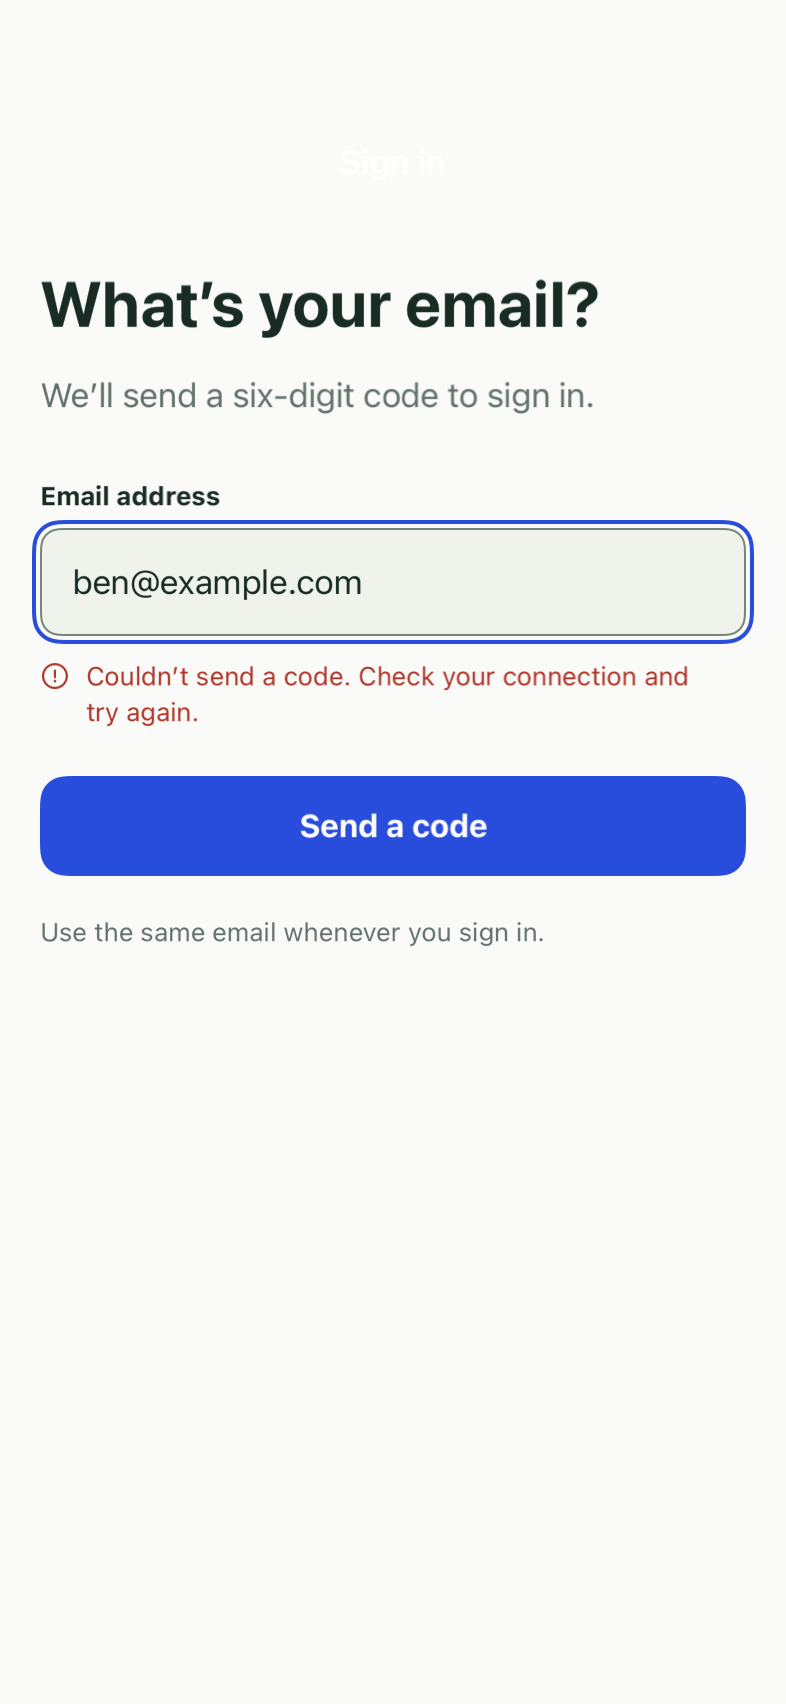 Sign in
What’s your email?
We’ll send a six-digit code to sign in.
Email address
ben@example.com
Couldn’t send a code. Check your connection and
try again.
Send a code
Use the same email whenever you sign in.